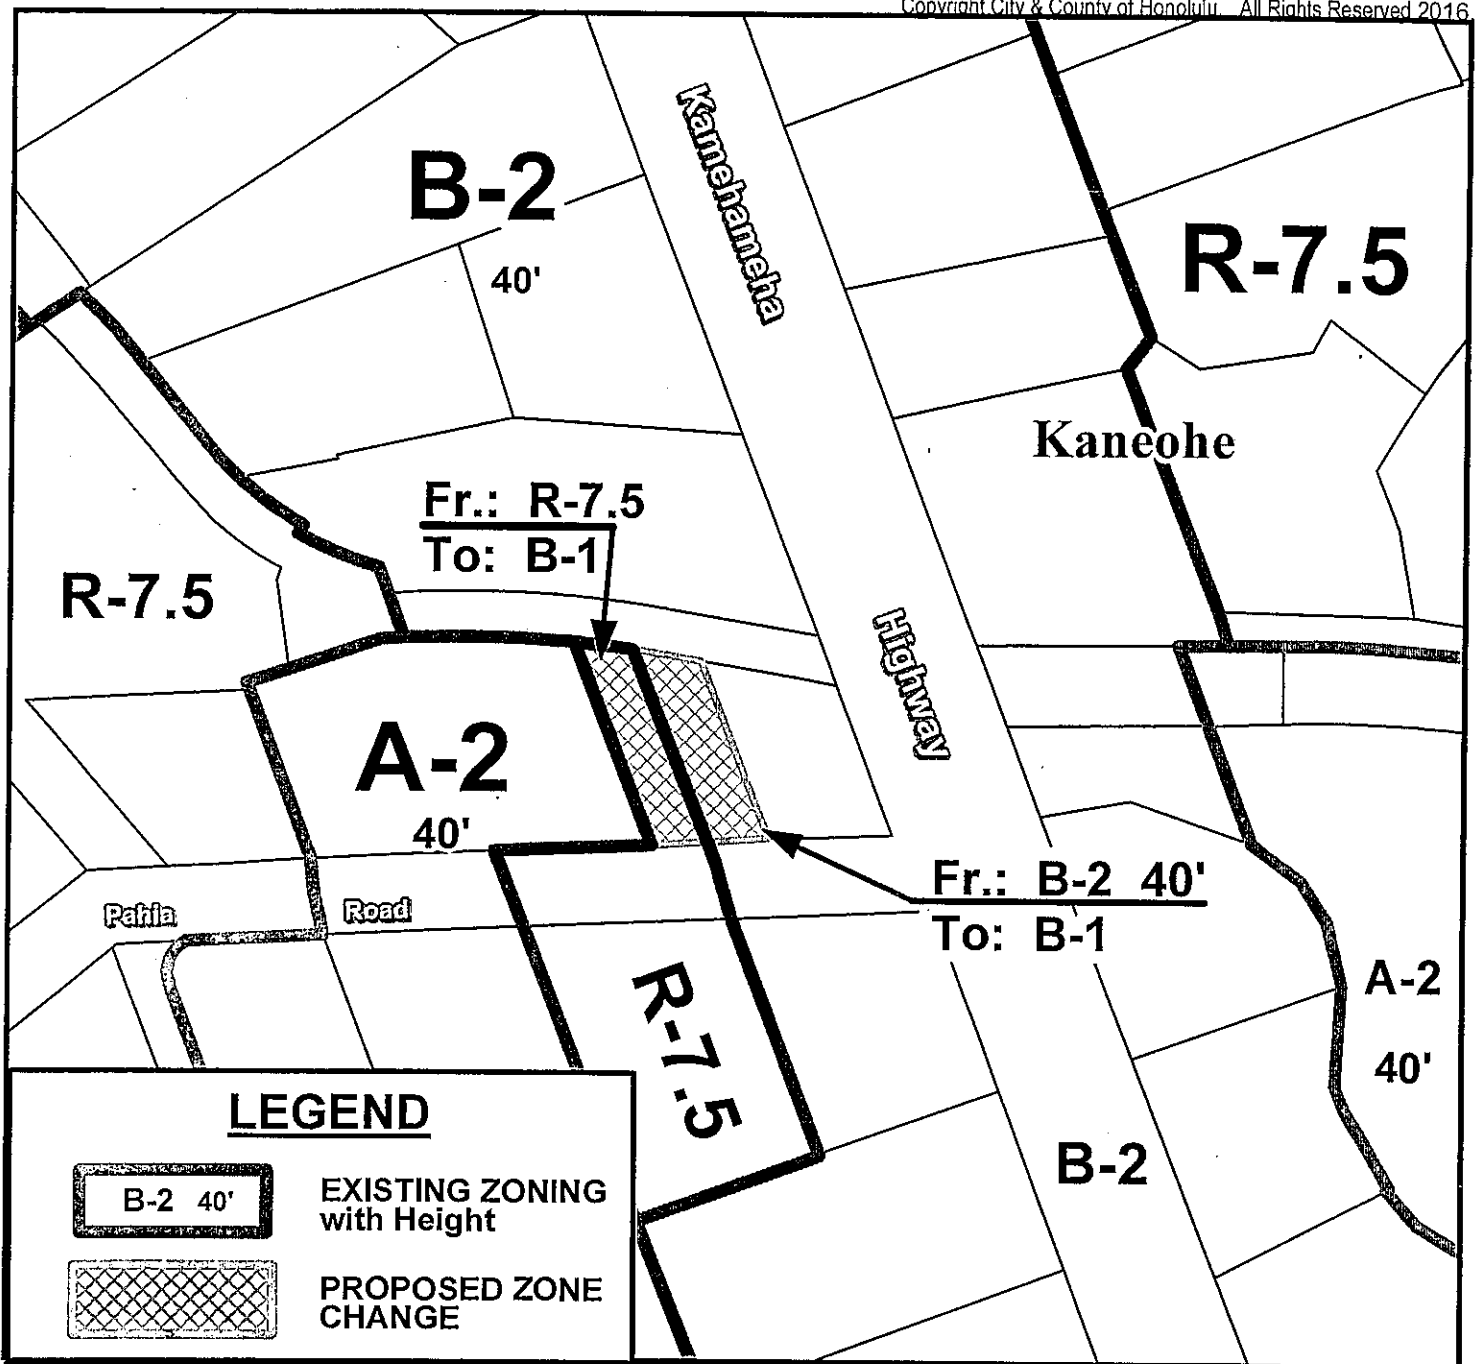 Copyright City & County of Honolulu. All Rights Reserved 2016
B-2
40'
Kamehameha
R-7.5
Kaneohe
Fr.: R-7.5
To: B-1
R-7.5
Highway
A-2
40'
Fr.: B-2 40'
To: B-1
Pahia Road
R-7.5
A-2
40'
B-2
LEGEND
B-2 40'
EXISTING ZONING
with Height
PROPOSED ZONE
CHANGE